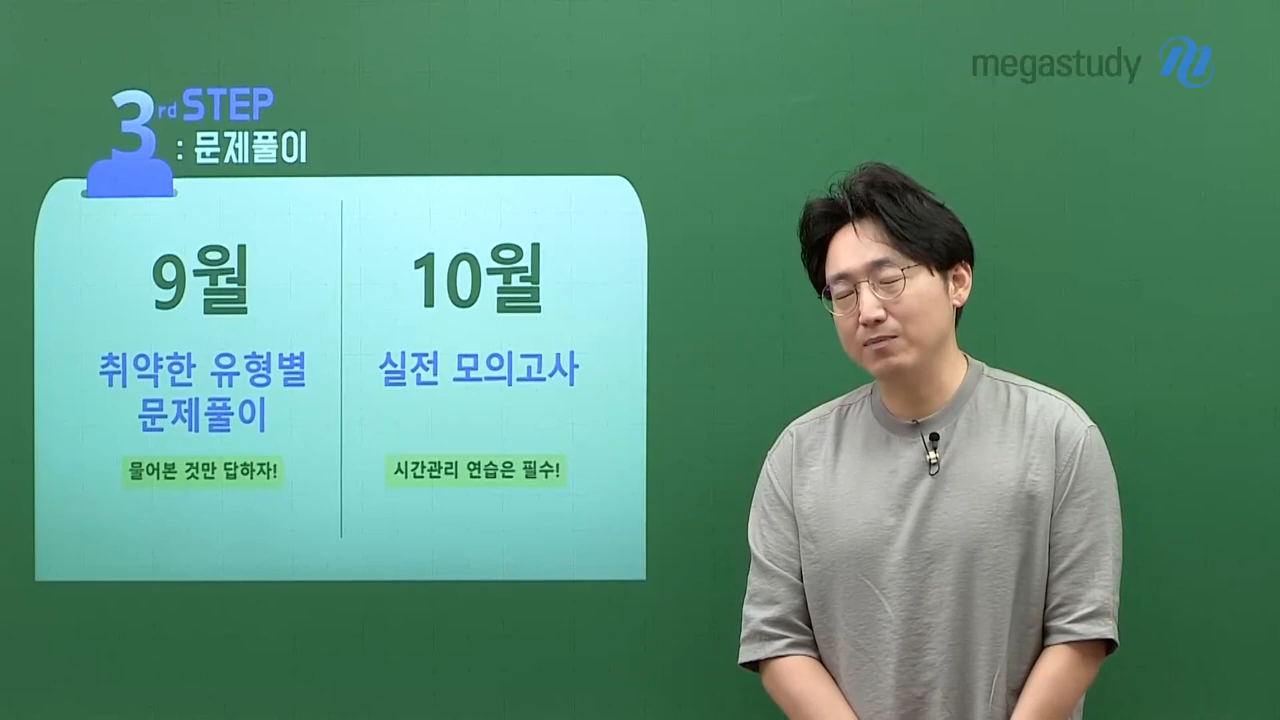 megastudy
3rd STEP
: 문제풀이
9월
취약한 유형별
문제풀이
물어본 것만 답하자!
10월
실전 모의고사
시간관리 연습은 필수!